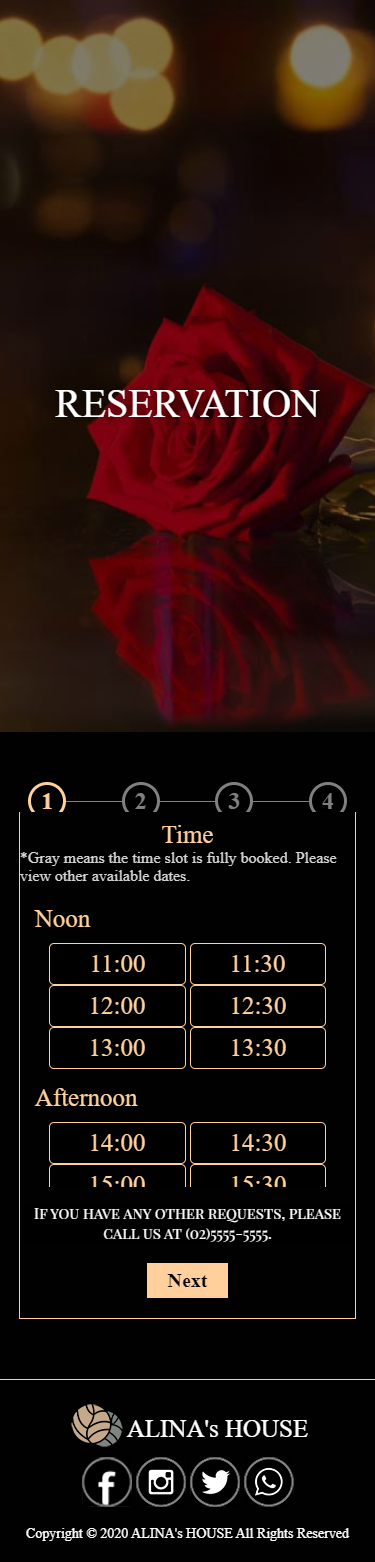 RESERVATION
1 2 3 4
Time
*Gray means the time slot is fully booked. Please
view other available dates.
Noon
11:00 11:30
12:00 12:30
13:00 13:30
Afternoon
14:00 14:30
15:00 15:30
IF YOU HAVE ANY OTHER REQUESTS, PLEASE
CALL US AT (02)5555-5555.
Next
ALINA's HOUSE
Copyright © 2020 ALINA's HOUSE All Rights Reserved